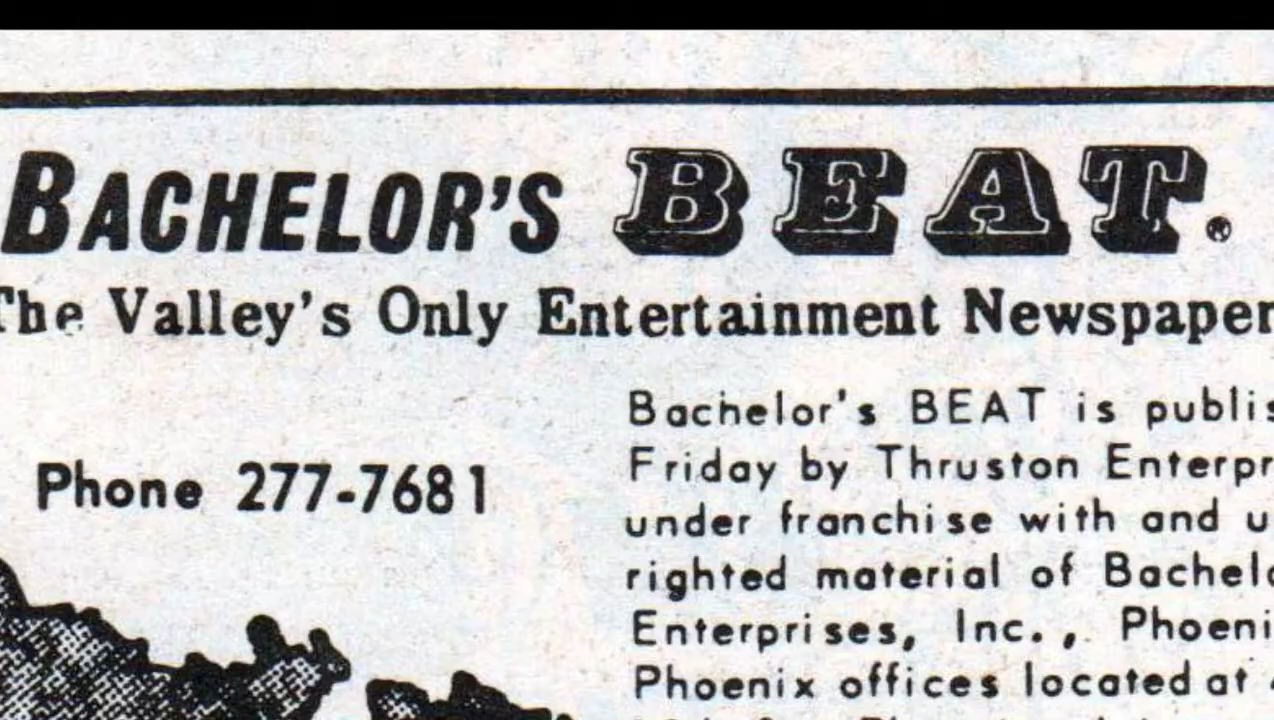 BACHELOR'S BEAT.®
The Valley's Only Entertainment Newspaper
Phone 277-7681
Bachelor's BEAT is publis
Friday by Thruston Enterpr
under franchise with and u
righted material of Bachelo
Enterprises, Inc., Phoeni
Phoenix offices located at